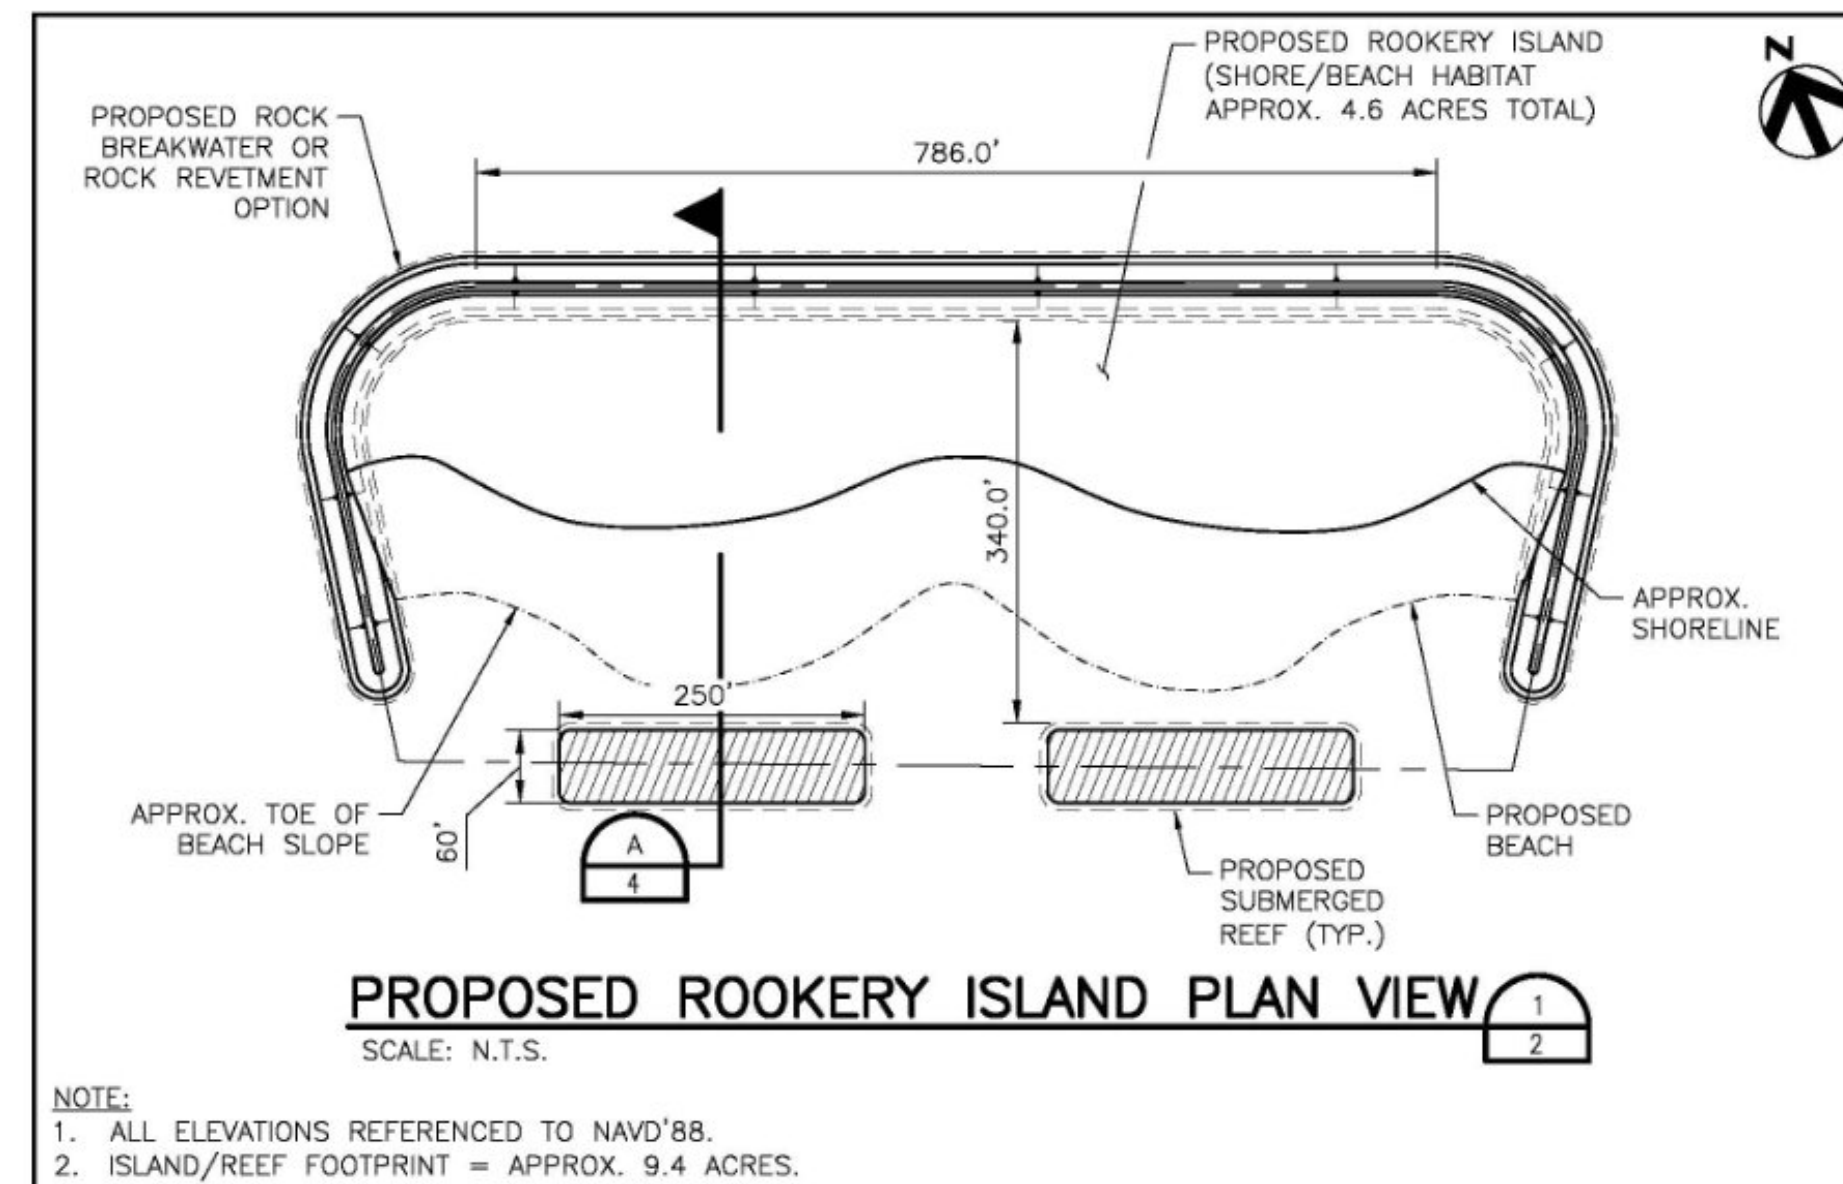 PROPOSED ROOKERY ISLAND
(SHORE/BEACH HABITAT
APPROX. 4.6 ACRES TOTAL)
N
PROPOSED ROCK
BREAKWATER OR
ROCK REVETMENT
OPTION
786.0'
340.0'
APPROX.
SHORELINE
250'
60'
APPROX. TOE OF
BEACH SLOPE
A
4
PROPOSED
BEACH
PROPOSED
SUBMERGED
REEF (TYP.)
PROPOSED ROOKERY ISLAND PLAN VIEW
1
2
SCALE: N.T.S.
NOTE:
1. ALL ELEVATIONS REFERENCED TO NAVD'88.
2. ISLAND/REEF FOOTPRINT = APPROX. 9.4 ACRES.